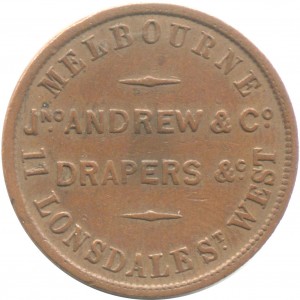 MELBOURNE
JNO ANDREW & CO
DRAPERS &C
11 LONSDALE ST WEST